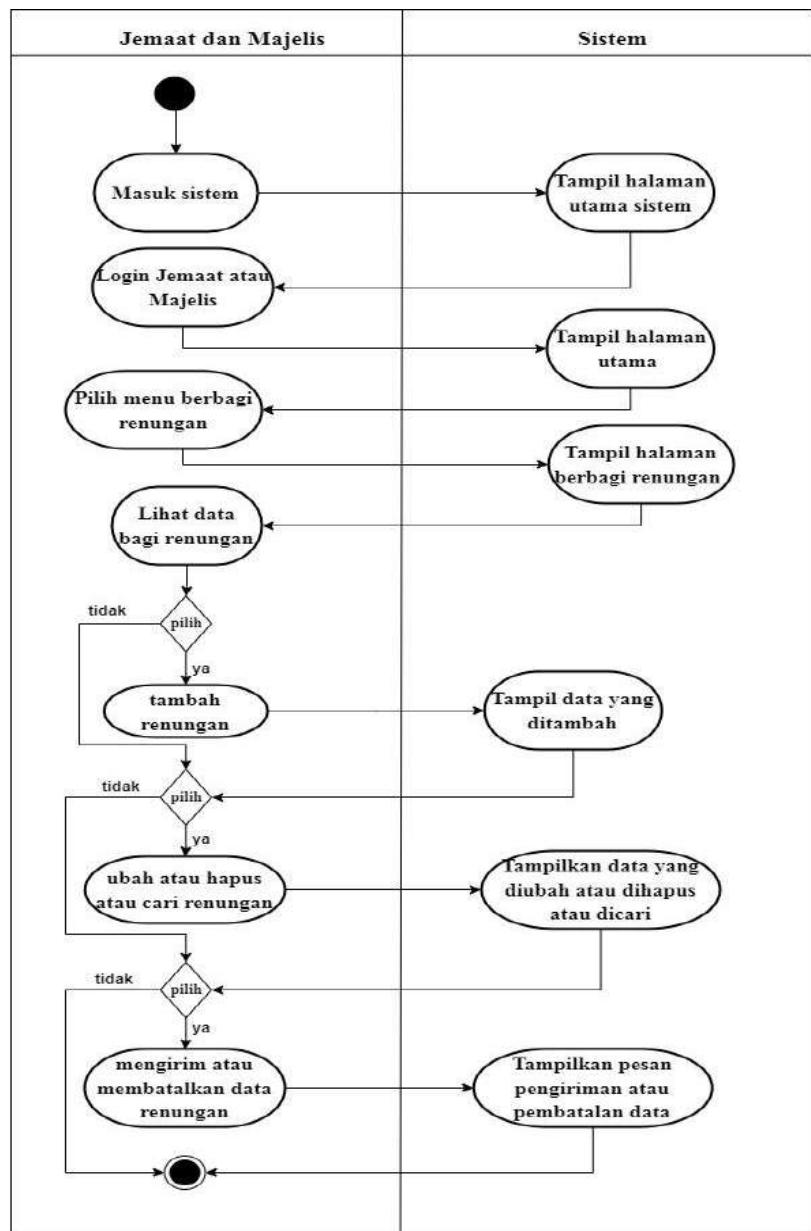 Jemaat dan Majelis
Sistem
Masuk sistem
Tampil halaman
utama sistem
Login Jemaat atau
Majelis
Tampil halaman
utama
Pilih menu berbagi
renungan
Tampil halaman
berbagi renungan
Lihat data
bagi renungan
pilih
tidak
ya
tambah
renungan
Tampil data yang
ditambah
pilih
tidak
ya
ubah atau hapus
atau cari renungan
Tampilkan data yang
diubah atau dihapus
atau dicari
pilih
tidak
ya
mengirim atau
membatalkan data
renungan
Tampilkan pesan
pengiriman atau
pembatalan data